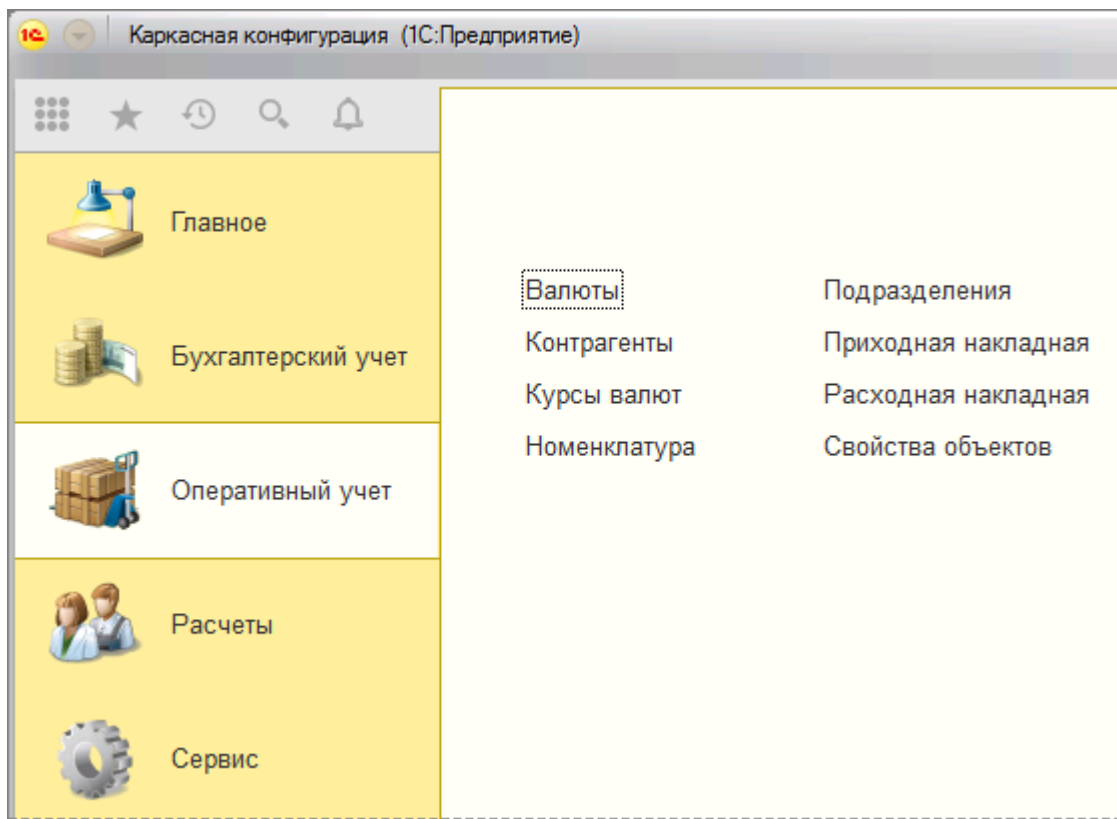 1С Каркасная конфигурация (1С:Предприятие)
Главное
Бухгалтерский учет
Оперативный учет
Расчеты
Сервис
Валюты Подразделения
Контрагенты Приходная накладная
Курсы валют Расходная накладная
Номенклатура Свойства объектов